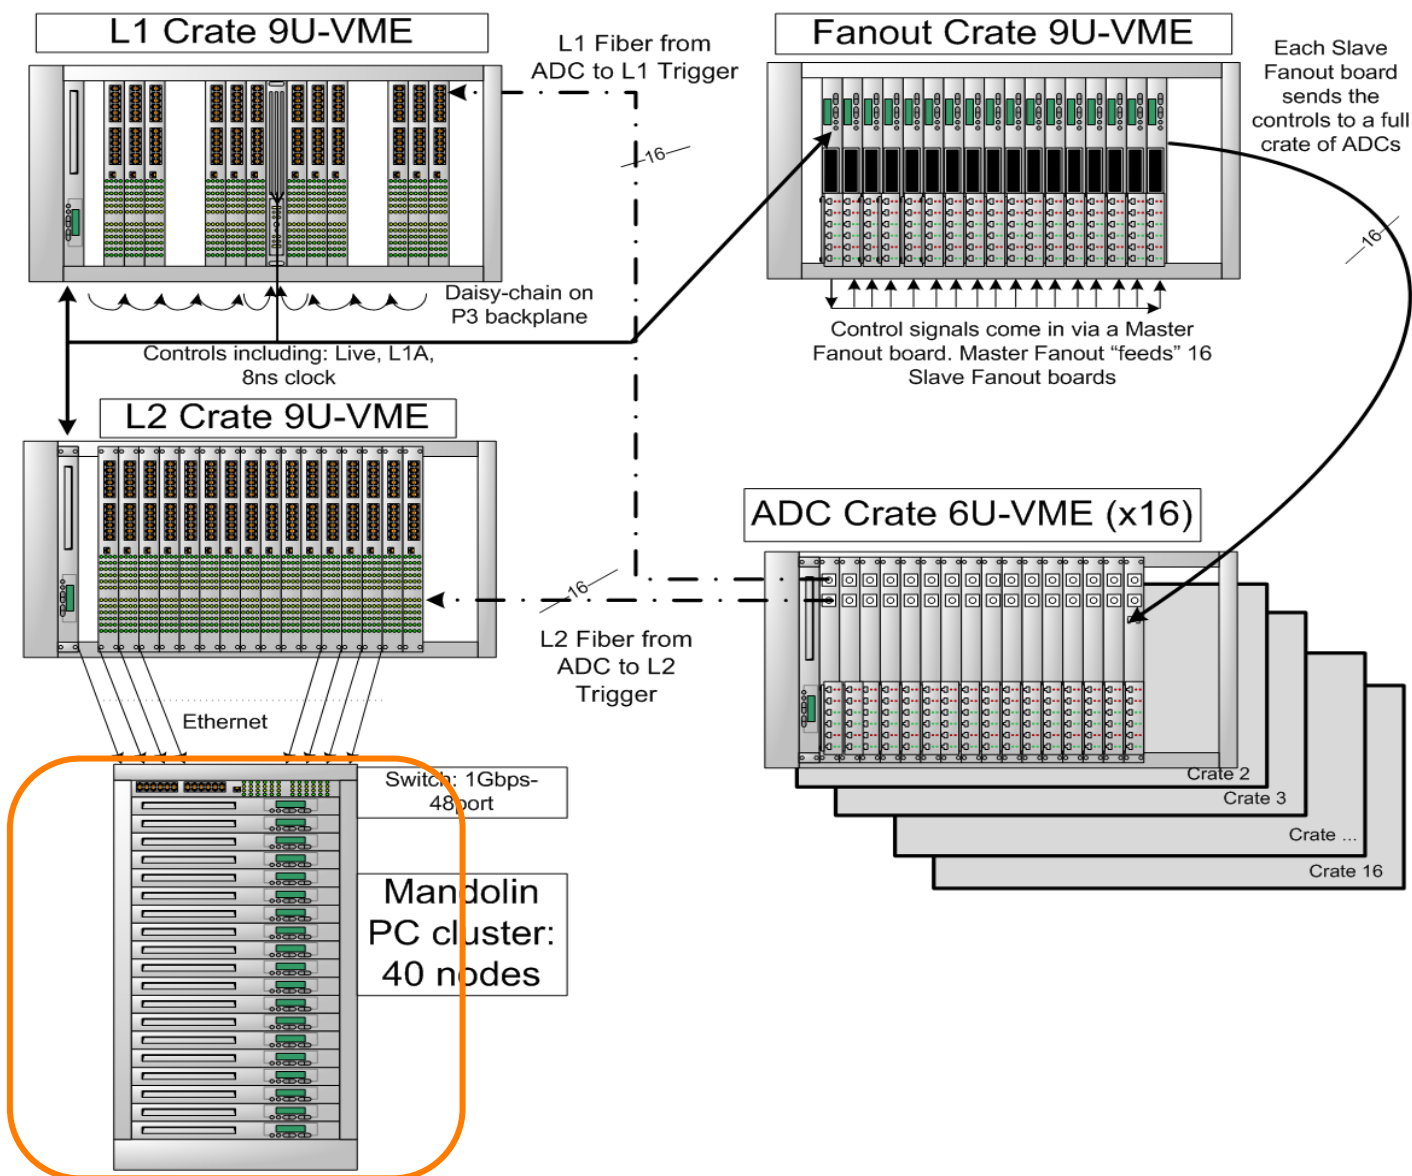 L1 Crate 9U-VME
L1 Fiber from
ADC to L1 Trigger
Fanout Crate 9U-VME
Each Slave
Fanout board
sends the
controls to a full
crate of ADCs
16
16
Daisy-chain on
P3 backplane
Controls including: Live, L1A,
8ns clock
Control signals come in via a Master
Fanout board. Master Fanout “feeds” 16
Slave Fanout boards
L2 Crate 9U-VME
ADC Crate 6U-VME (x16)
16
L2 Fiber from
ADC to L2
Trigger
Ethernet
Switch: 1Gbps-
48port
Crate 2
Crate 3
Crate ...
Crate 16
Mandolin
PC cluster:
40 nodes